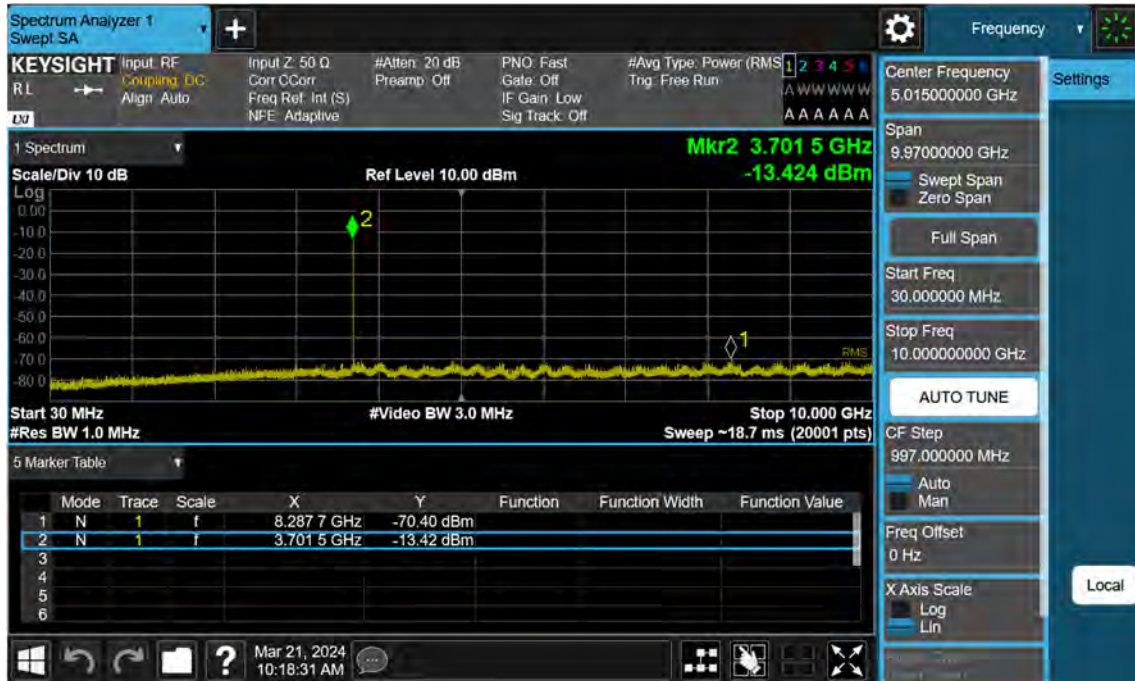 Spectrum Analyzer 1
Swept SA
Frequency
KEYSIGHT
RL
LXI
Input: RF
Coupling: DC
Align: Auto
Input Z: 50 Ω
Corr CCorr
Freq Ref: Int (S)
NFE: Adaptive
#Atten: 20 dB
Preamp: Off
PNO: Fast
Gate: Off
IF Gain: Low
Sig Track: Off
#Avg Type: Power (RMS
Trig: Free Run
1 2 3 4 5 6
A W W W W W
A A A A A A
Center Frequency
5.015000000 GHz
Settings
1 Spectrum
Mkr2 3.701 5 GHz
Scale/Div 10 dB
Ref Level 10.00 dBm
-13.424 dBm
Span
9.97000000 GHz
Swept Span
Zero Span
Full Span
Log
0.00
-10.0
-20.0
-30.0
-40.0
-50.0
-60.0
-70.0
-80.0
2
1
RMS
Start Freq
30.000000 MHz
Stop Freq
10.000000000 GHz
AUTO TUNE
Start 30 MHz
#Video BW 3.0 MHz
Stop 10.000 GHz
#Res BW 1.0 MHz
Sweep ~18.7 ms (20001 pts)
CF Step
997.000000 MHz
Auto
Man
5 Marker Table
Mode Trace Scale X Y Function Function Width Function Value
1 N 1 f 8.287 7 GHz -70.40 dBm
2 N 1 f 3.701 5 GHz -13.42 dBm
3
4
5
6
Freq Offset
0 Hz
X Axis Scale
Log
Lin
Local
?
Mar 21, 2024
10:18:31 AM